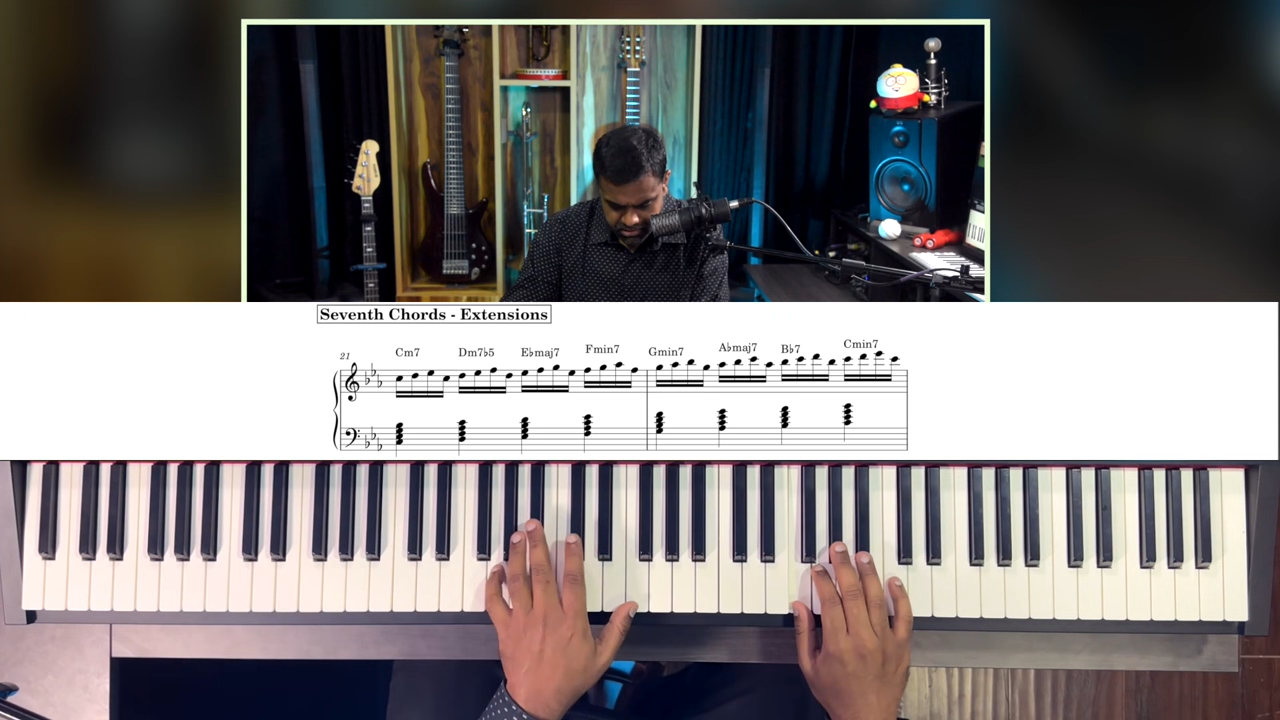 Seventh Chords - Extensions
21
Cm7 Dm7♭5 E♭maj7 Fmin7 Gmin7 A♭maj7 B♭7 Cmin7